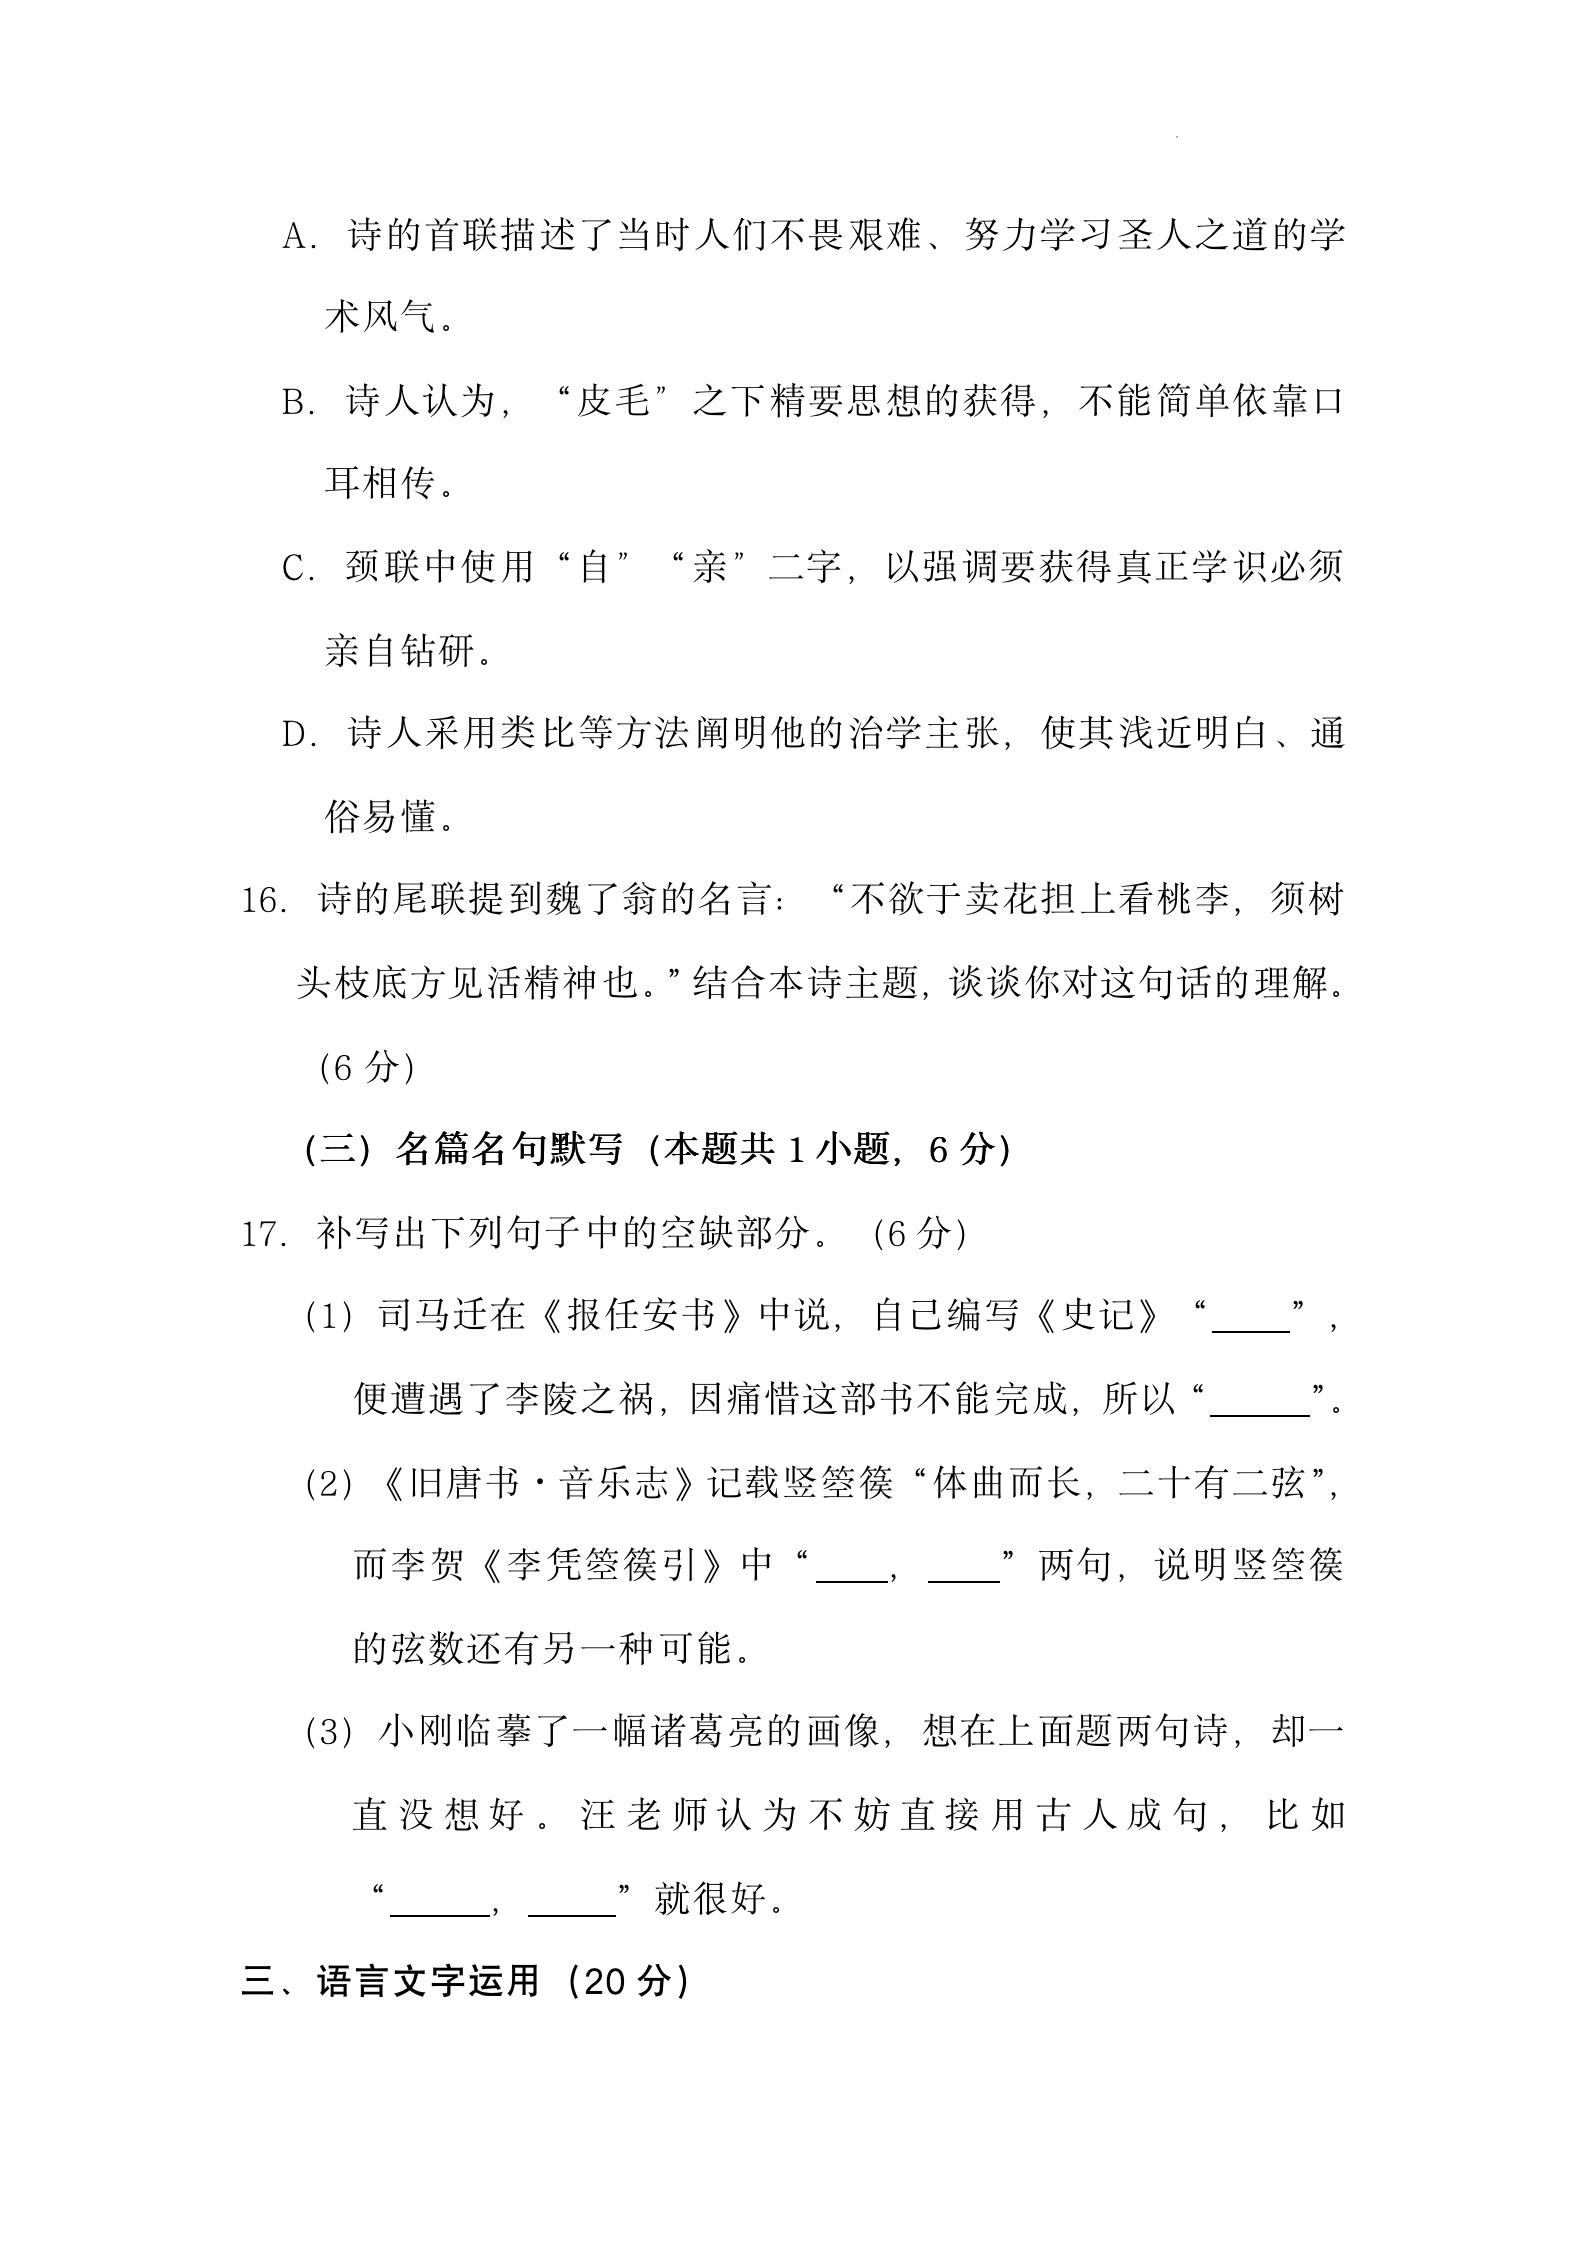 A．诗的首联描述了当时人们不畏艰难、努力学习圣人之道的学
术风气。
B．诗人认为，“皮毛”之下精要思想的获得，不能简单依靠口
耳相传。
C．颈联中使用“自”“亲”二字，以强调要获得真正学识必须
亲自钻研。
D．诗人采用类比等方法阐明他的治学主张，使其浅近明白、通
俗易懂。
16．诗的尾联提到魏了翁的名言：“不欲于卖花担上看桃李，须树
头枝底方见活精神也。”结合本诗主题，谈谈你对这句话的理解。
（6 分）
（三）名篇名句默写（本题共 1 小题，6 分）
17．补写出下列句子中的空缺部分。（6 分）
（1）司马迁在《报任安书》中说，自己编写《史记》“____”，
便遭遇了李陵之祸，因痛惜这部书不能完成，所以“_____”。
（2）《旧唐书·音乐志》记载竖箜篌“体曲而长，二十有二弦”，
而李贺《李凭箜篌引》中“____，____”两句，说明竖箜篌
的弦数还有另一种可能。
（3）小刚临摹了一幅诸葛亮的画像，想在上面题两句诗，却一
直没想好。汪老师认为不妨直接用古人成句，比如
“_____，____”就很好。
三、语言文字运用（20 分）